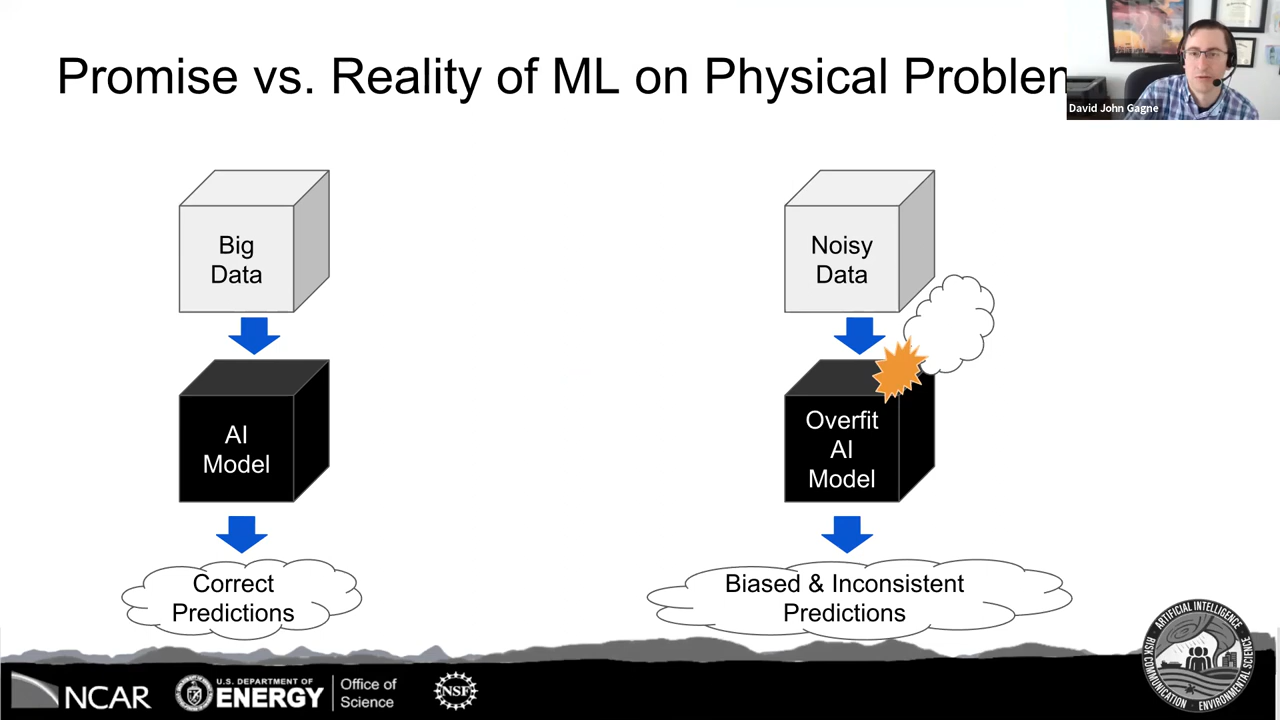 Promise vs. Reality of ML on Physical Problem
David John Gagne
Big
Data
Noisy
Data
AI
Model
Overfit
AI
Model
Correct
Predictions
Biased & Inconsistent
Predictions
NCAR
U.S. DEPARTMENT OF
ENERGY
Office of
Science
NSF
ARTIFICIAL INTELLIGENCE
RISK COMMUNICATION
ENVIRONMENTAL SCIENCE